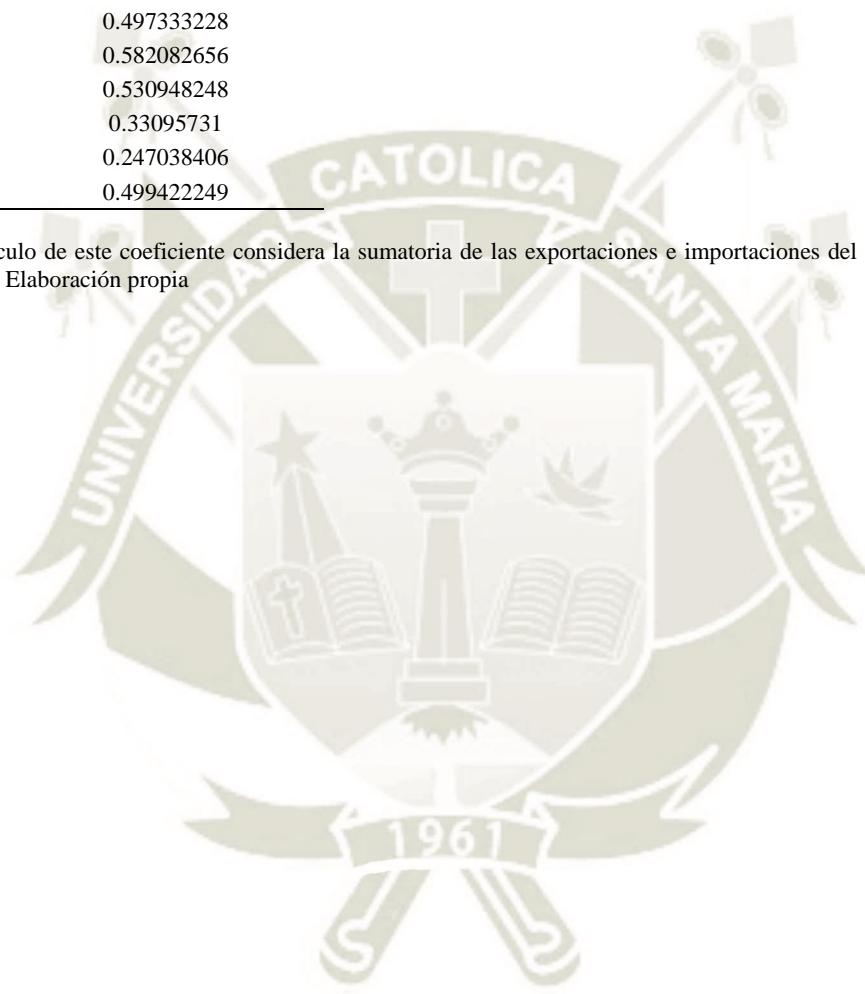 0.497333228
0.582082656
0.530948248
0.33095731
0.247038406
0.499422249
culo de este coeficiente considera la sumatoria de las exportaciones e importaciones del
Elaboración propia
UNIVERSIDAD CATOLICA SANTA MARIA
1961